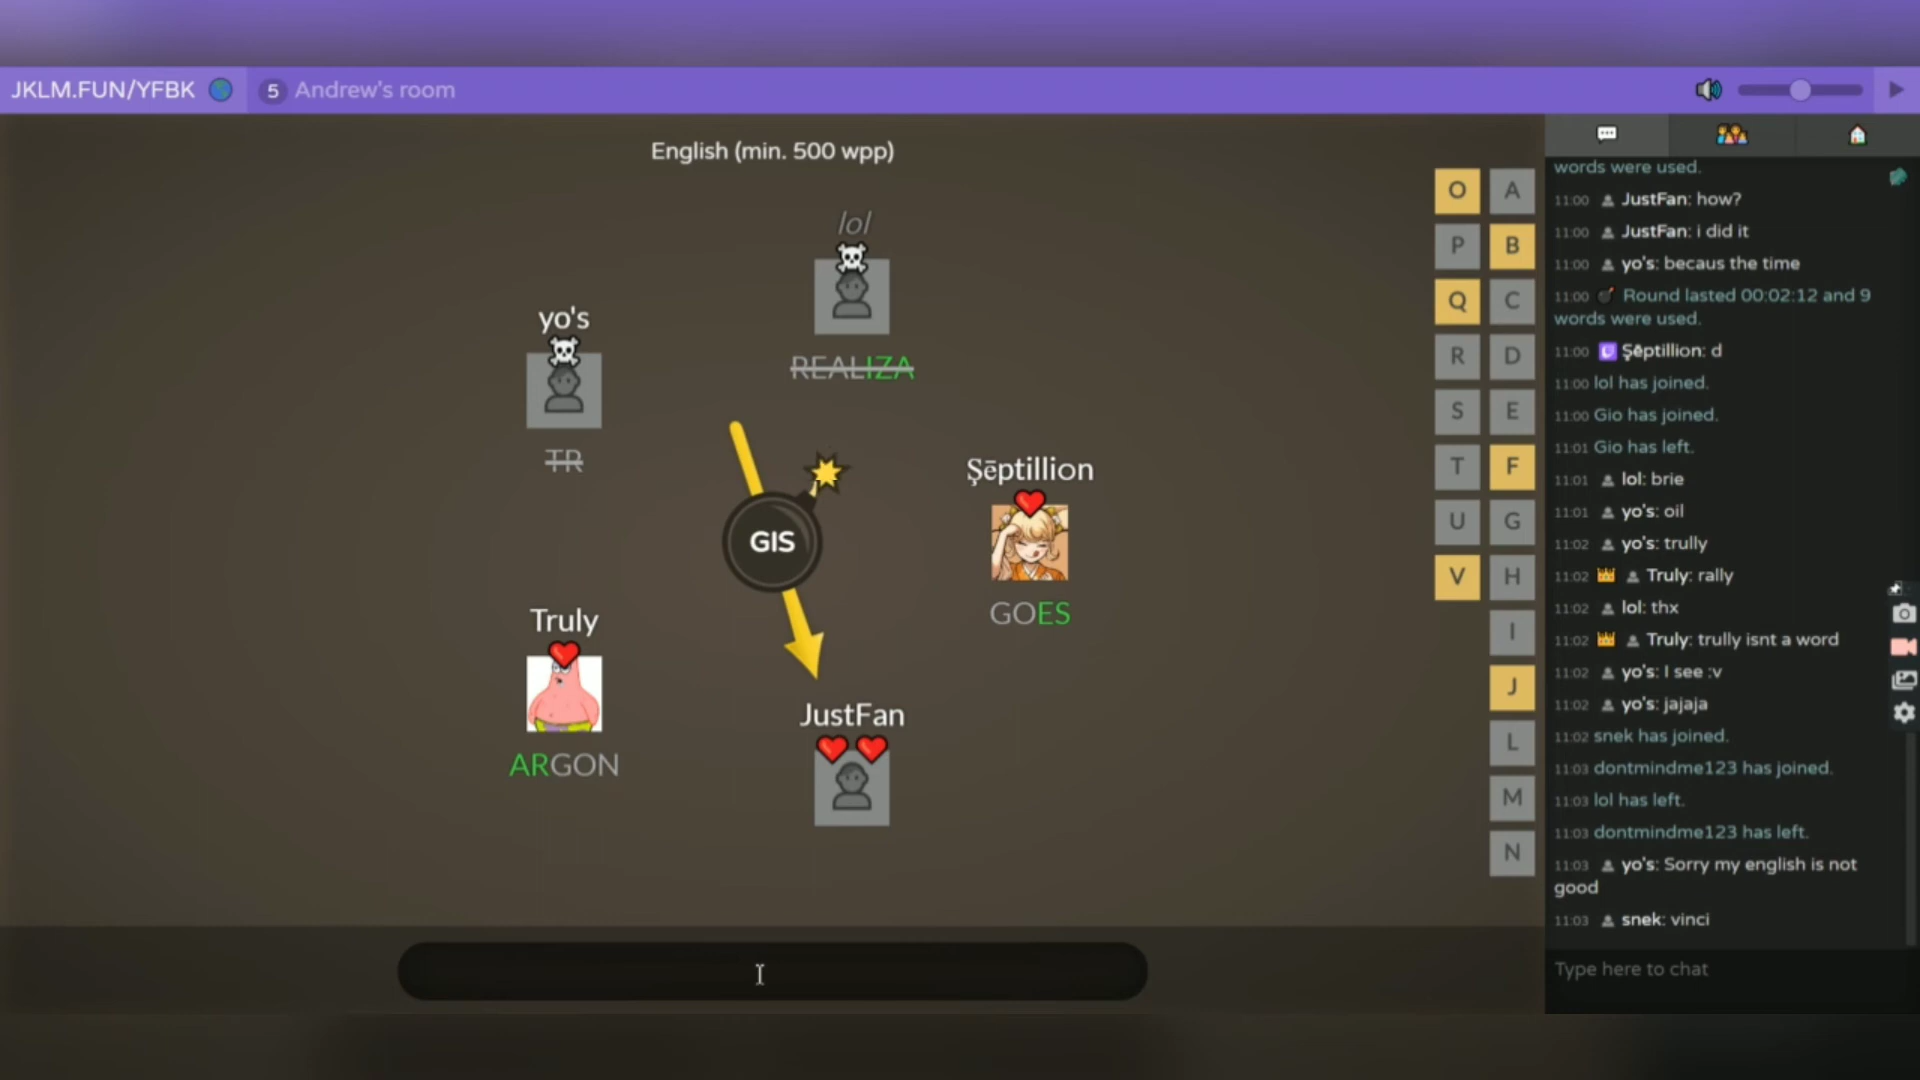 JKLM.FUN/YFBK
5 Andrew's room
English (min. 500 wpp)
lol
REALIZA
yo's
TR
Şēptillion
GOES
GIS
Truly
ARGON
JustFan
O A
P B
Q C
R D
S E
T F
U G
V H
I
J
L
M
N
words were used.
11:00 JustFan: how?
11:00 JustFan: i did it
11:00 yo's: becaus the time
11:00 Round lasted 00:02:12 and 9
words were used.
11:00 Şēptillion: d
11:00 lol has joined.
11:00 Gio has joined.
11:01 Gio has left.
11:01 lol: brie
11:01 yo's: oil
11:02 yo's: trully
11:02 Truly: rally
11:02 lol: thx
11:02 Truly: trully isnt a word
11:02 yo's: I see :v
11:02 yo's: jajaja
11:02 snek has joined.
11:03 dontmindme123 has joined.
11:03 lol has left.
11:03 dontmindme123 has left.
11:03 yo's: Sorry my english is not
good
11:03 snek: vinci
Type here to chat